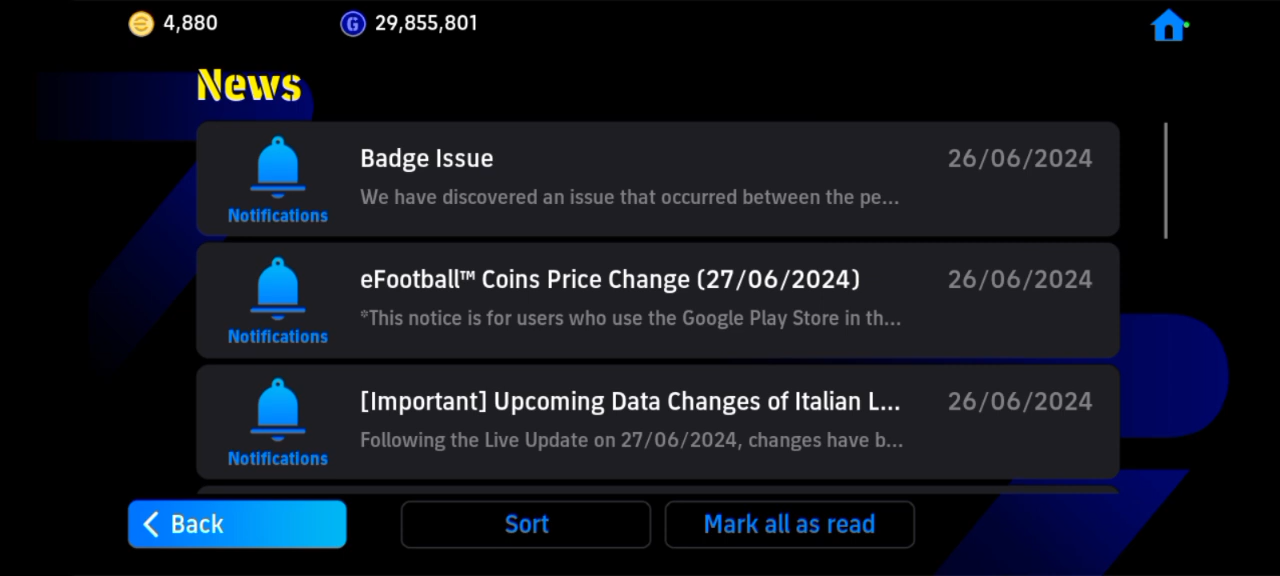 4,880
29,855,801
News
Badge Issue
26/06/2024
We have discovered an issue that occurred between the pe...
Notifications
eFootball™ Coins Price Change (27/06/2024)
26/06/2024
*This notice is for users who use the Google Play Store in th...
Notifications
[Important] Upcoming Data Changes of Italian L...
26/06/2024
Following the Live Update on 27/06/2024, changes have b...
Notifications
Back
Sort
Mark all as read